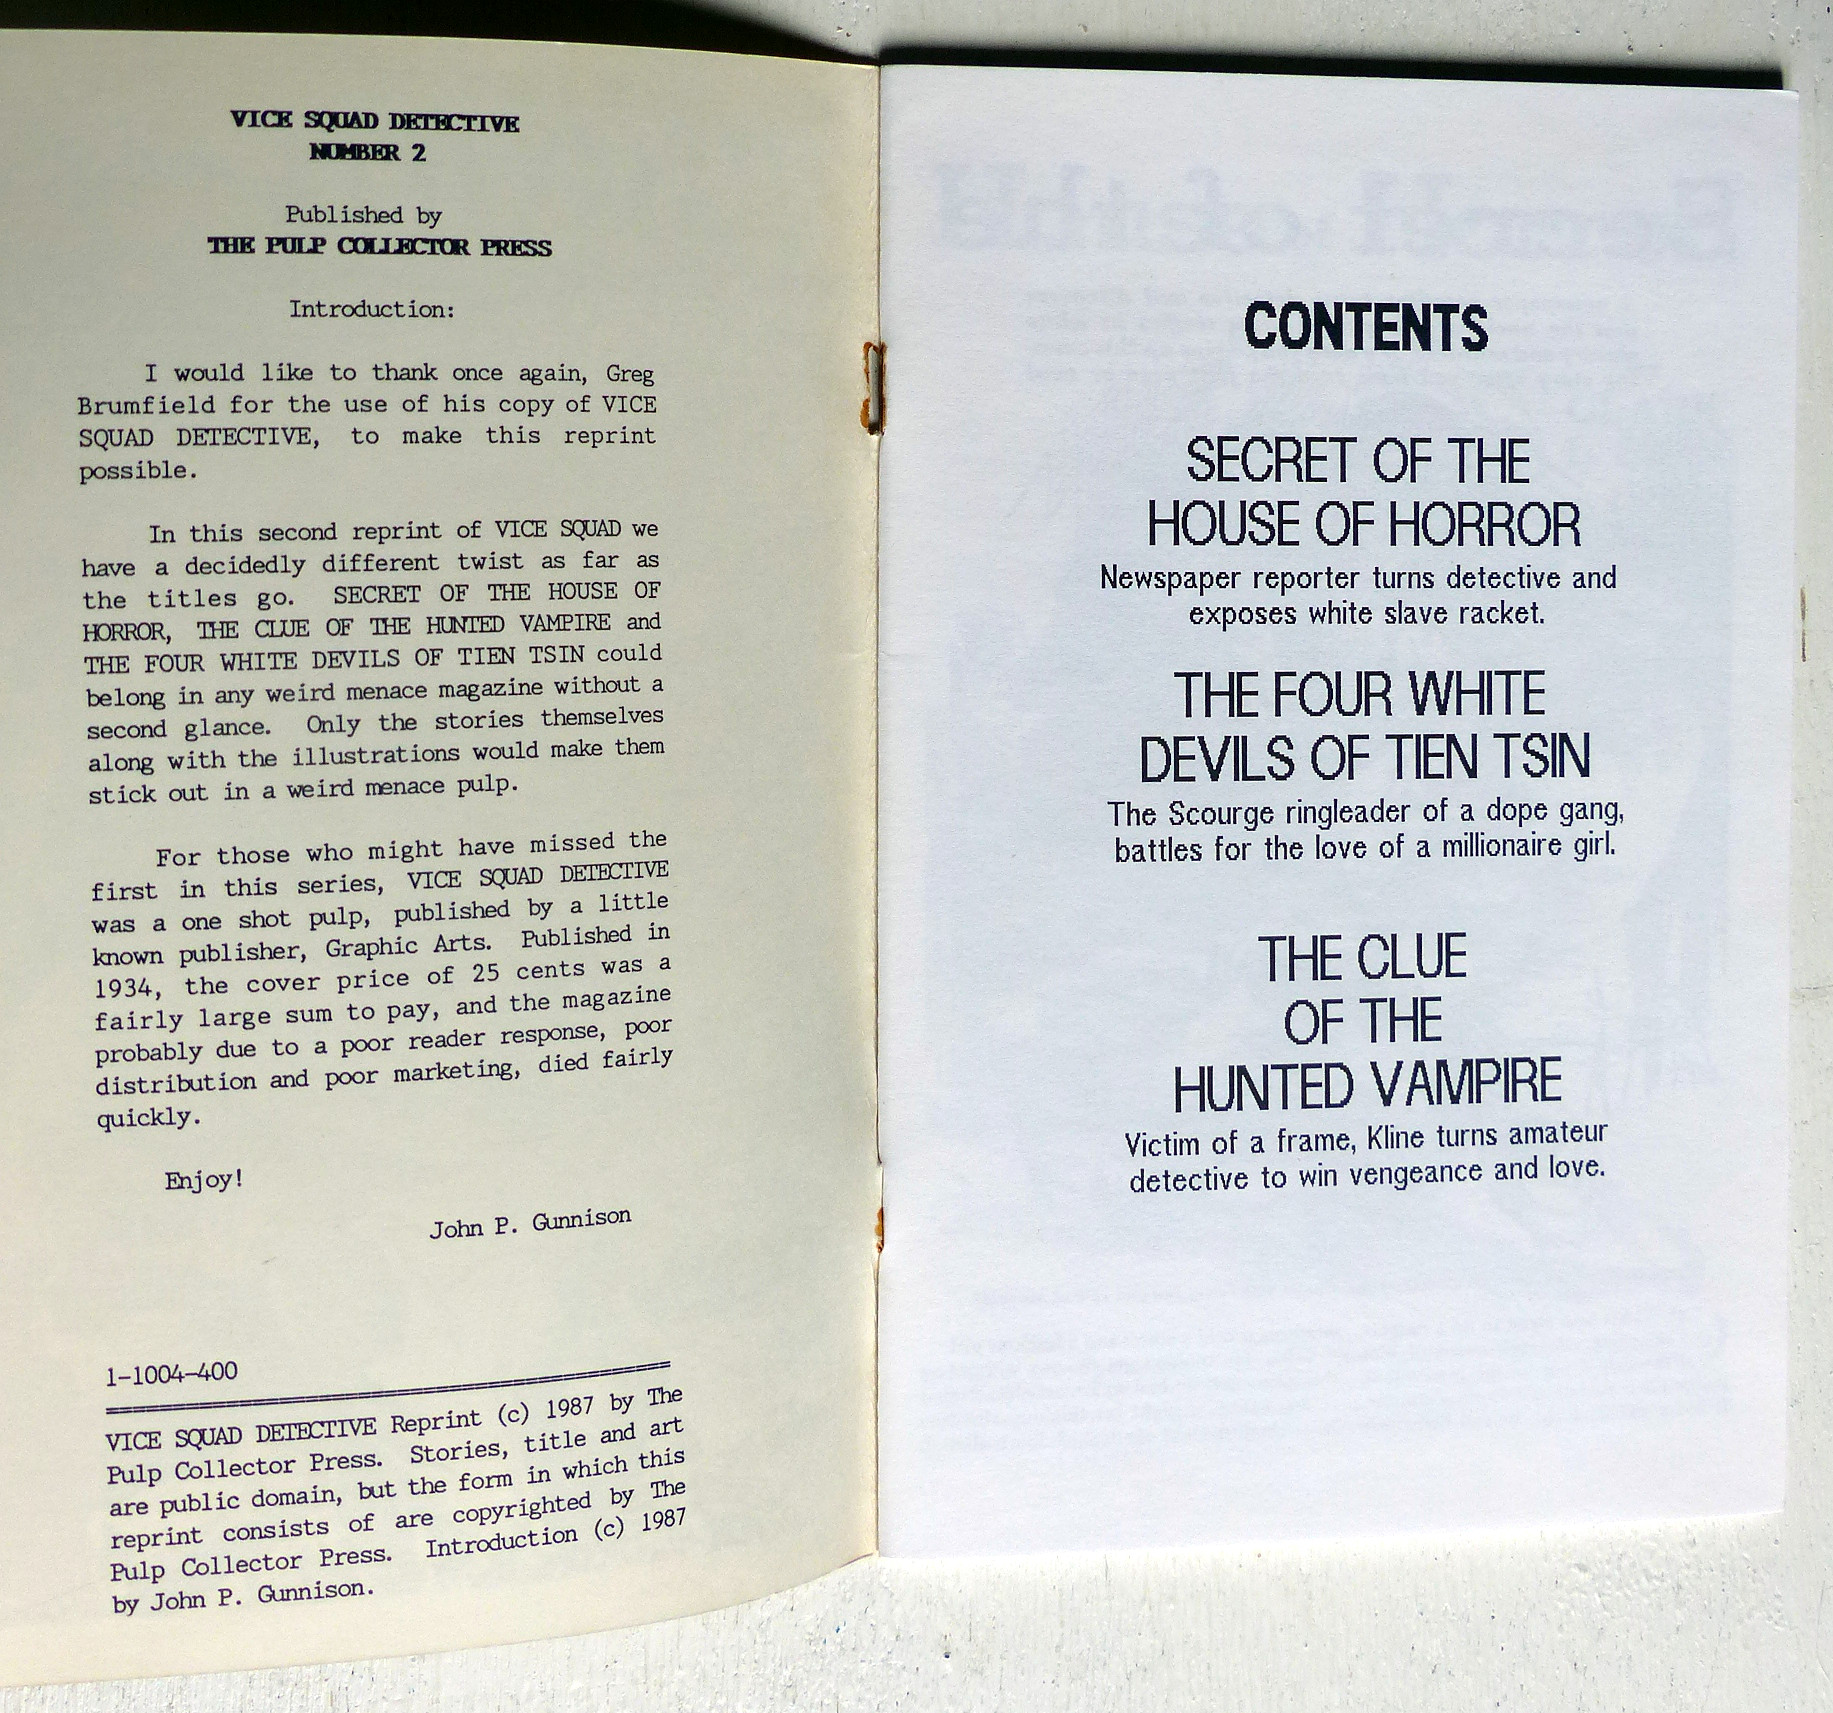 VICE SQUAD DETECTIVE
NUMBER 2
Published by
THE PULP COLLECTOR PRESS
Introduction:
I would like to thank once again, Greg
Brumfield for the use of his copy of VICE
SQUAD DETECTIVE, to make this reprint
possible.
In this second reprint of VICE SQUAD we
have a decidedly different twist as far as
the titles go. SECRET OF THE HOUSE OF
HORROR, THE CLUE OF THE HUNTED VAMPIRE and
THE FOUR WHITE DEVILS OF TIEN TSIN could
belong in any weird menace magazine without a
second glance. Only the stories themselves
along with the illustrations would make them
stick out in a weird menace pulp.
For those who might have missed the
first in this series, VICE SQUAD DETECTIVE
was a one shot pulp, published by a little
known publisher, Graphic Arts. Published in
1934, the cover price of 25 cents was a
fairly large sum to pay, and the magazine
probably due to a poor reader response, poor
distribution and poor marketing, died fairly
quickly.
Enjoy!
John P. Gunnison
1-1004-400
VICE SQUAD DETECTIVE Reprint (c) 1987 by The
Pulp Collector Press. Stories, title and art
are public domain, but the form in which this
reprint consists of are copyrighted by The
Pulp Collector Press. Introduction (c) 1987
by John P. Gunnison.
CONTENTS
SECRET OF THE
HOUSE OF HORROR
Newspaper reporter turns detective and
exposes white slave racket.
THE FOUR WHITE
DEVILS OF TIEN TSIN
The Scourge ringleader of a dope gang,
battles for the love of a millionaire girl.
THE CLUE
OF THE
HUNTED VAMPIRE
Victim of a frame, Kline turns amateur
detective to win vengeance and love.